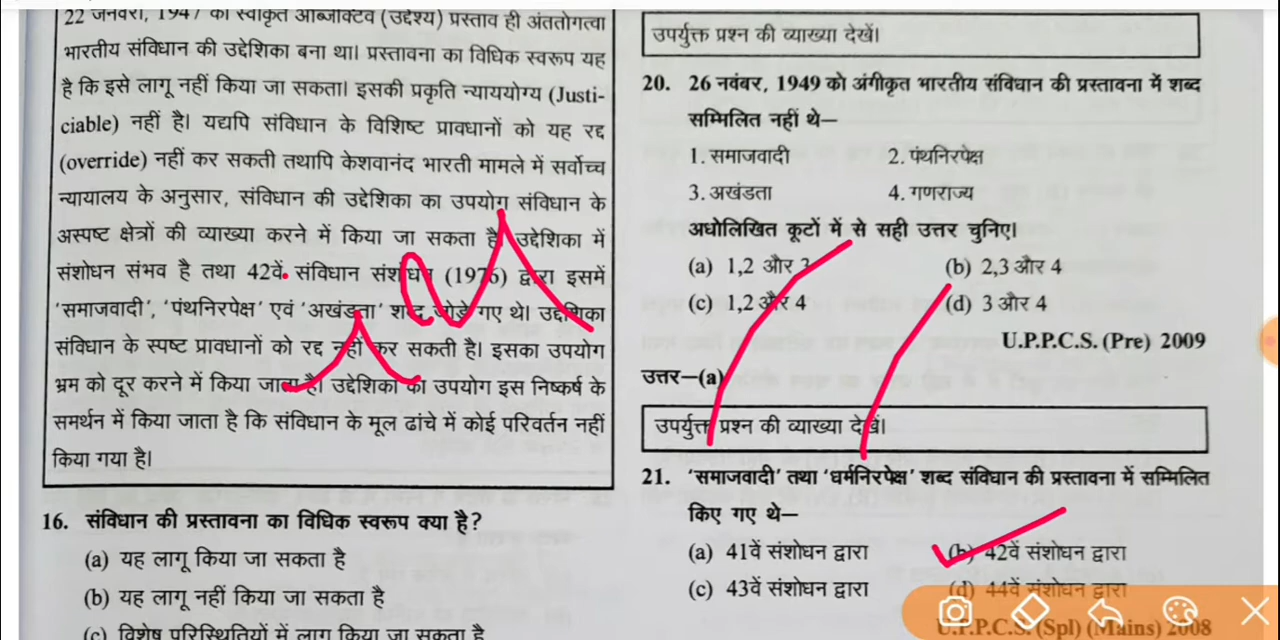 22 जनवरी, 1947 को स्वीकृत ऑब्जेक्टिव (उद्देश्य) प्रस्ताव ही अंततोगत्वा
भारतीय संविधान की उद्देशिका बना था। प्रस्तावना का विधिक स्वरूप यह
है कि इसे लागू नहीं किया जा सकता। इसकी प्रकृति न्याययोग्य (Justi-
ciable) नहीं है। यद्यपि संविधान के विशिष्ट प्रावधानों को यह रद्द
(override) नहीं कर सकती तथापि केशवानंद भारती मामले में सर्वोच्च
न्यायालय के अनुसार, संविधान की उद्देशिका का उपयोग संविधान के
अस्पष्ट क्षेत्रों की व्याख्या करने में किया जा सकता है। उद्देशिका में
संशोधन संभव है तथा 42वें संविधान संशोधन (1976) द्वारा इसमें
'समाजवादी', 'पंथनिरपेक्ष' एवं 'अखंडता' शब्द जोड़े गए थे। उद्देशिका
संविधान के स्पष्ट प्रावधानों को रद्द नहीं कर सकती है। इसका उपयोग
भ्रम को दूर करने में किया जाता है। उद्देशिका का उपयोग इस निष्कर्ष के
समर्थन में किया जाता है कि संविधान के मूल ढांचे में कोई परिवर्तन नहीं
किया गया है।
16. संविधान की प्रस्तावना का विधिक स्वरूप क्या है?
(a) यह लागू किया जा सकता है
(b) यह लागू नहीं किया जा सकता है
(c) विशेष परिस्थितियों में लागू किया जा सकता है
उपर्युक्त प्रश्न की व्याख्या देखें।
20. 26 नवंबर, 1949 को अंगीकृत भारतीय संविधान की प्रस्तावना में शब्द
सम्मिलित नहीं थे—
1. समाजवादी 2. पंथनिरपेक्ष
3. अखंडता 4. गणराज्य
अधोलिखित कूटों में से सही उत्तर चुनिए।
(a) 1,2 और 3 (b) 2,3 और 4
(c) 1,2 और 4 (d) 3 और 4
U.P.P.C.S. (Pre) 2009
उत्तर—(a)
उपर्युक्त प्रश्न की व्याख्या देखें।
21. 'समाजवादी' तथा 'धर्मनिरपेक्ष' शब्द संविधान की प्रस्तावना में सम्मिलित
किए गए थे—
(a) 41वें संशोधन द्वारा (b) 42वें संशोधन द्वारा
(c) 43वें संशोधन द्वारा (d) 44वें संशोधन द्वारा
U.P.P.C.S. (Spl) (Mains) 2008